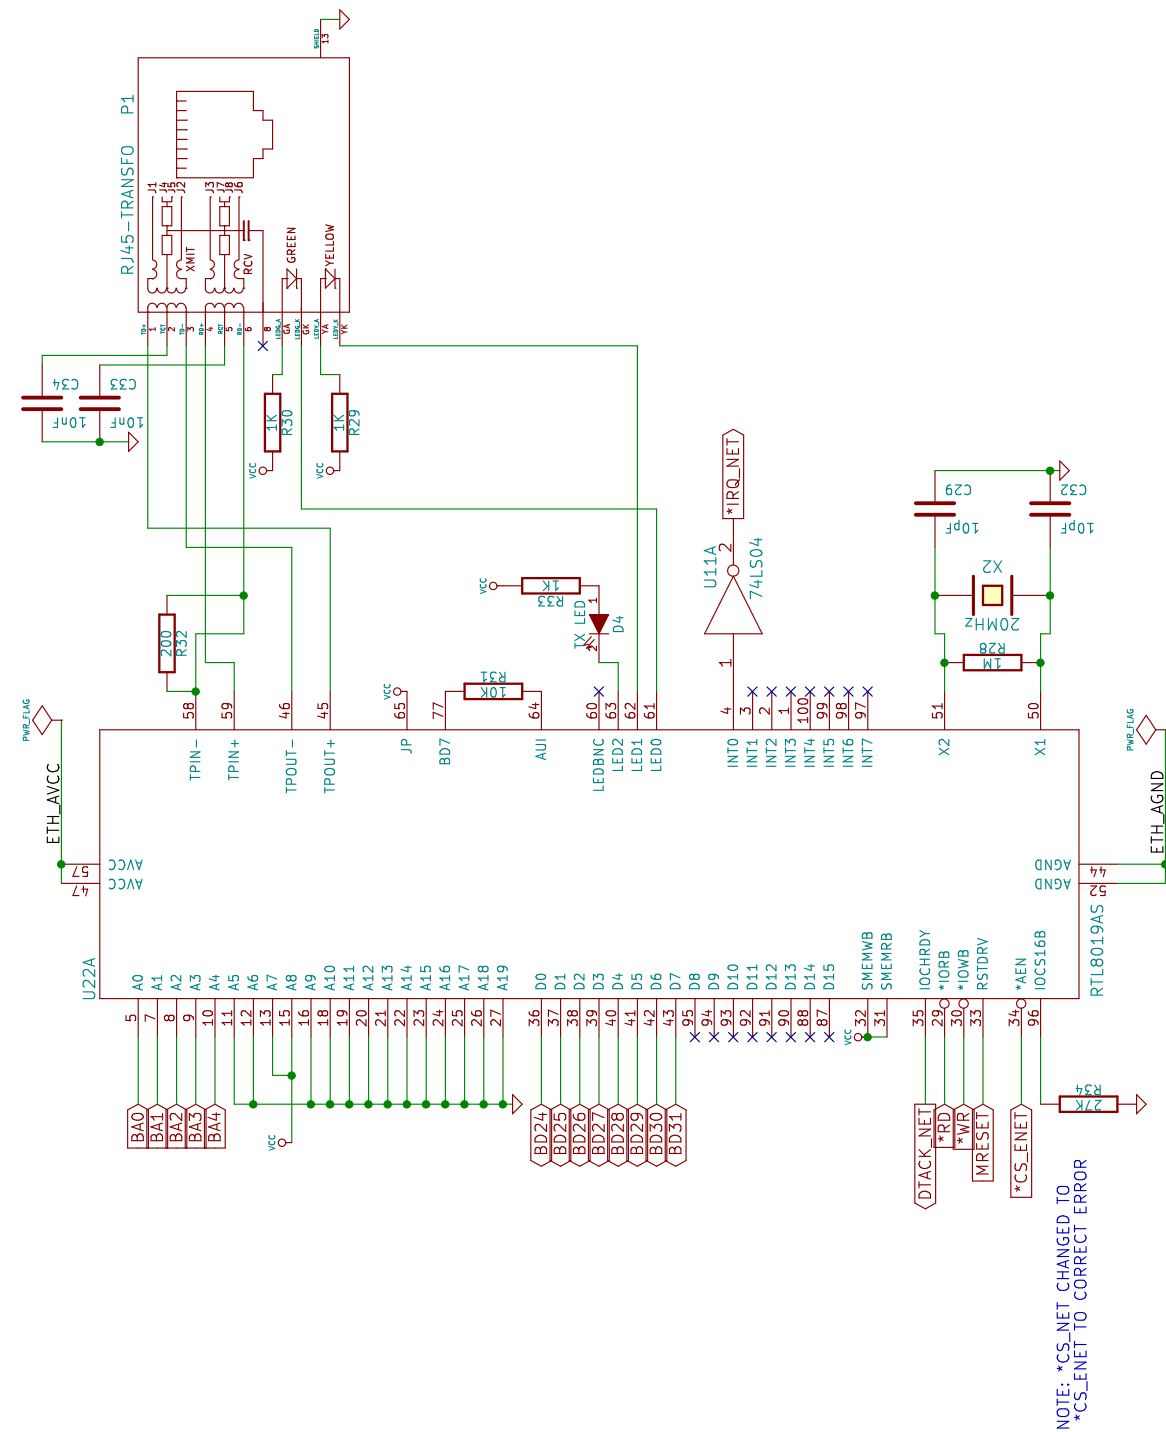 SHIELD
13
RJ45-TRANSFO P1
J1
J4
J5
J2
J3
J7
J8
J6
XMIT
RCV
GREEN
YELLOW
TD+
TCT
TD-
RD+
RCT
RD-
LEDG_A
LEDG_K
LEDY_A
LEDY_K
1
2
3
4
5
6
8
GA
GK
YA
YK
C34
10nF
C33
10nF
1K
R30
1K
R29
VCC
VCC
*IRQ_NET
U11A
74LS04
2
1
C29
10pF
C32
10pF
X2
20MHz
R28
1M
VCC
1K
R33
1
2
TX LED
D4
200
R32
VCC
R31
10K
PWR_FLAG
ETH_AVCC
PWR_FLAG
ETH_AGND
58
59
46
45
65
77
64
60
63
62
61
4
3
2
1
100
99
98
97
51
50
TPIN-
TPIN+
TPOUT-
TPOUT+
JP
BD7
AUI
LEDBNC
LED2
LED1
LED0
INT0
INT1
INT2
INT3
INT4
INT5
INT6
INT7
X2
X1
57
AVCC
47
AVCC
AGND
44
AGND
52
U22A
RTL8019AS
A0
A1
A2
A3
A4
A5
A6
A7
A8
A9
A10
A11
A12
A13
A14
A15
A16
A17
A18
A19
D0
D1
D2
D3
D4
D5
D6
D7
D8
D9
D10
D11
D12
D13
D14
D15
SMEMWB
SMEMRB
IOCHRDY
*IORB
*IOWB
RSTDRV
*AEN
IOCS16B
5
7
8
9
10
11
12
13
15
16
18
19
20
21
22
23
24
25
26
27
36
37
38
39
40
41
42
43
95
94
93
92
91
90
88
87
32
31
35
29
30
33
34
96
VCC
VCC
BA0
BA1
BA2
BA3
BA4
BD24
BD25
BD26
BD27
BD28
BD29
BD30
BD31
DTACK_NET
*RD
*WR
MRESET
*CS_ENET
R34
27K
NOTE: *CS_NET CHANGED TO
*CS_ENET TO CORRECT ERROR